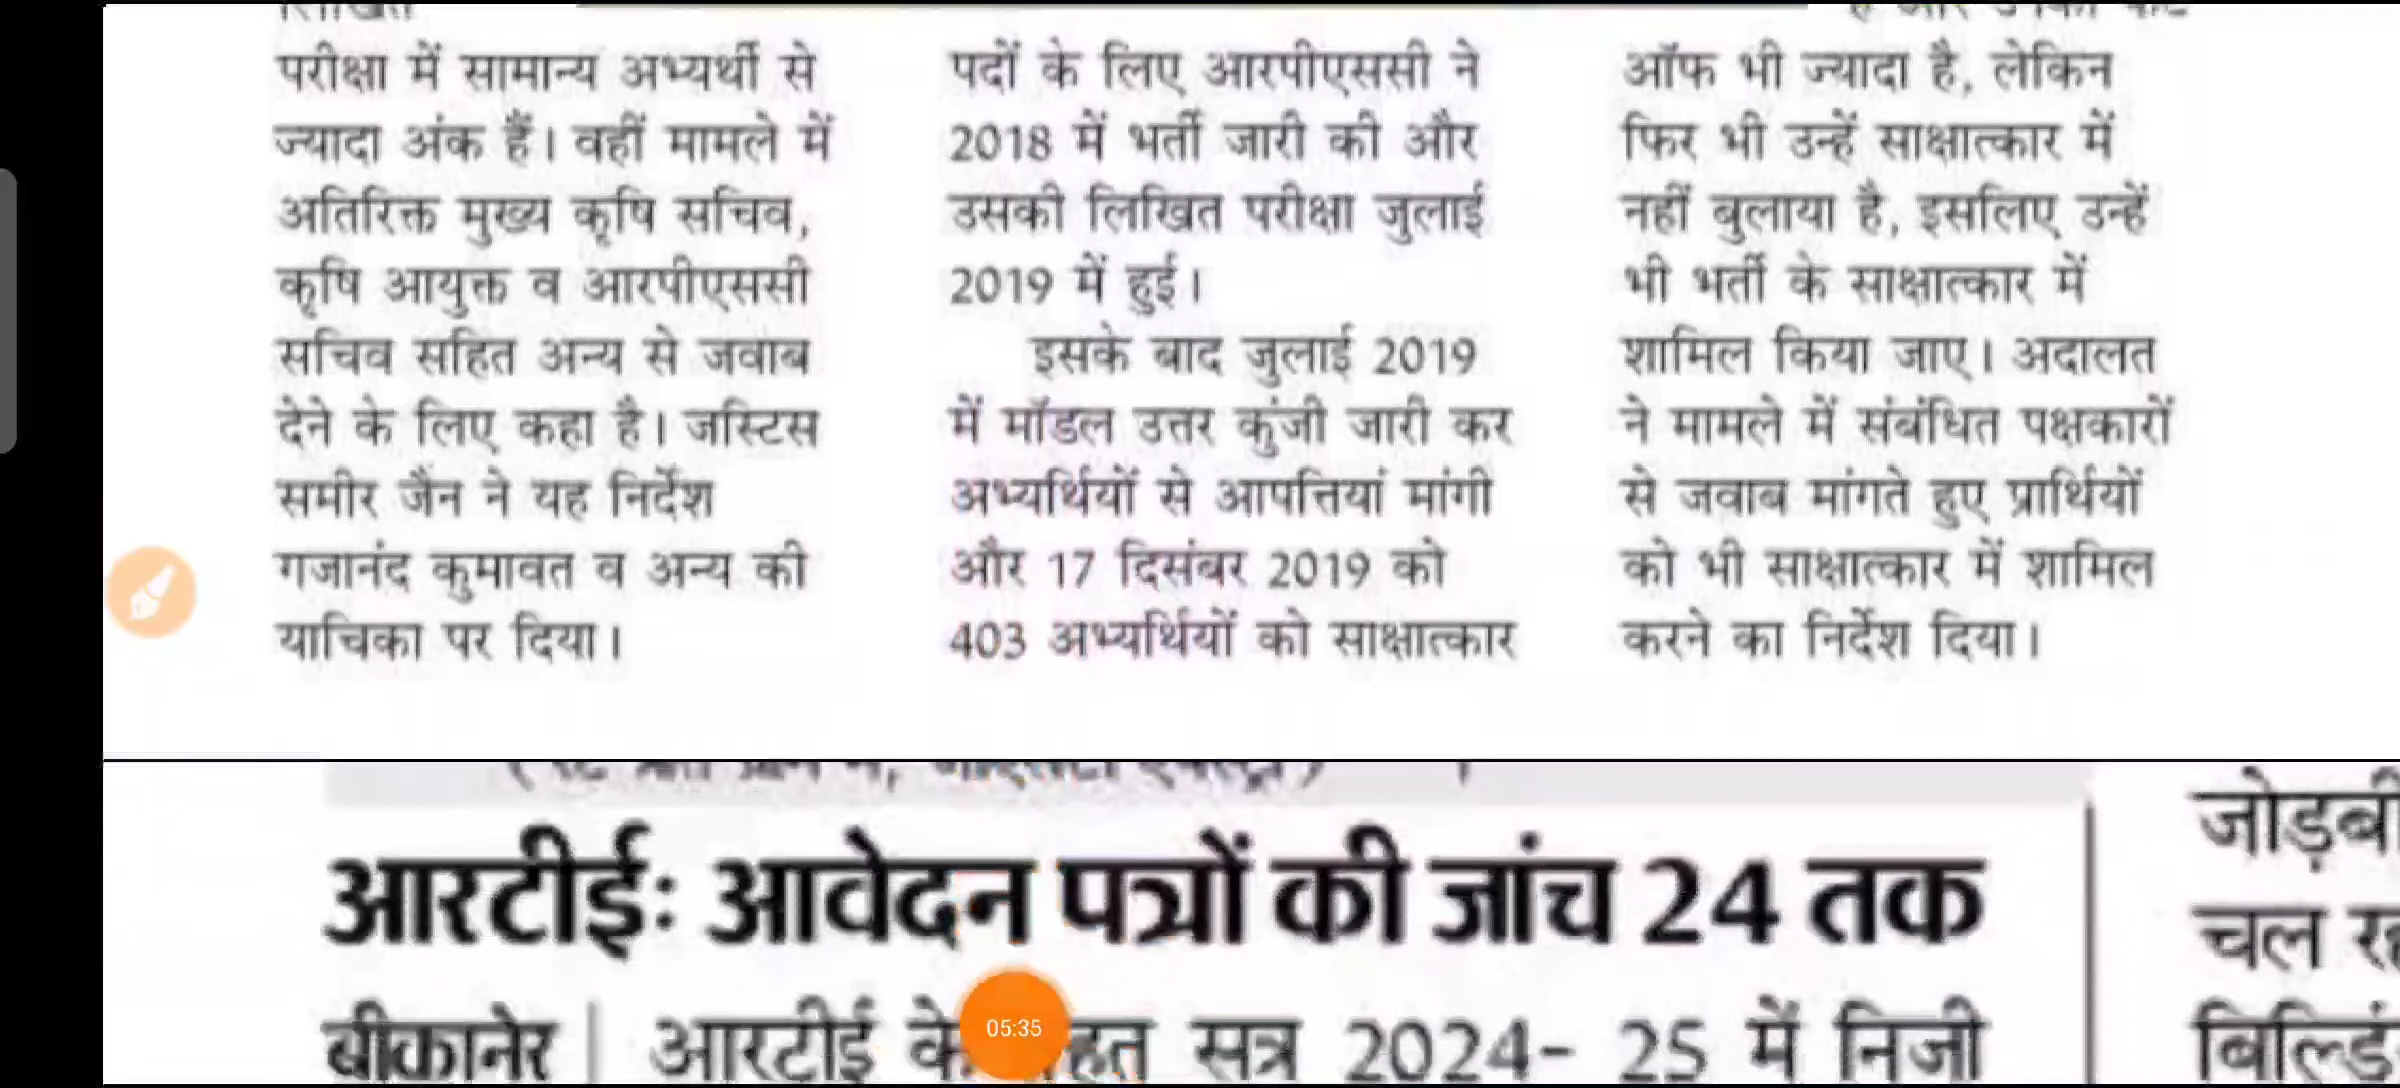 लिखित
परीक्षा में सामान्य अभ्यर्थी से
ज्यादा अंक हैं। वहीं मामले में
अतिरिक्त मुख्य कृषि सचिव,
कृषि आयुक्त व आरपीएससी
सचिव सहित अन्य से जवाब
देने के लिए कहा है। जस्टिस
समीर जैन ने यह निर्देश
गजानंद कुमावत व अन्य की
याचिका पर दिया।
पदों के लिए आरपीएससी ने
2018 में भर्ती जारी की और
उसकी लिखित परीक्षा जुलाई
2019 में हुई।
इसके बाद जुलाई 2019
में मॉडल उत्तर कुंजी जारी कर
अभ्यर्थियों से आपत्तियां मांगी
और 17 दिसंबर 2019 को
403 अभ्यर्थियों को साक्षात्कार
ऑफ भी ज्यादा है, लेकिन
फिर भी उन्हें साक्षात्कार में
नहीं बुलाया है, इसलिए उन्हें
भी भर्ती के साक्षात्कार में
शामिल किया जाए। अदालत
ने मामले में संबंधित पक्षकारों
से जवाब मांगते हुए प्रार्थियों
को भी साक्षात्कार में शामिल
करने का निर्देश दिया।
आरटीईः आवेदन पत्रों की जांच 24 तक
बीकानेर | आरटीई के हत सत्र 2024- 25 में निजी
05:35
चल